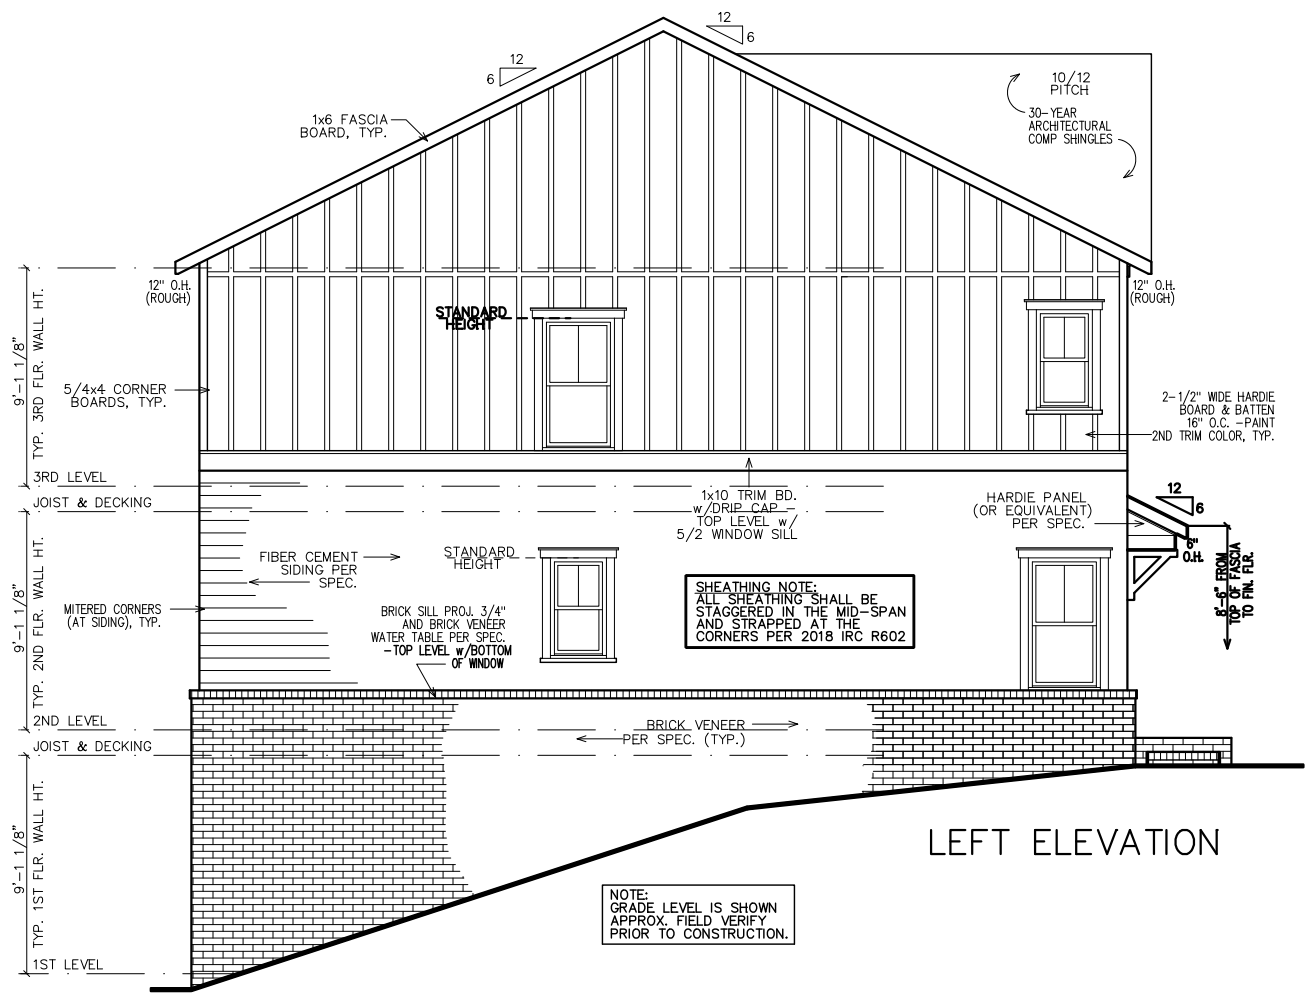 12
6
12
6
10/12
PITCH
30-YEAR
ARCHITECTURAL
COMP SHINGLES
1x6 FASCIA
BOARD, TYP.
12" O.H.
(ROUGH)
12" O.H.
(ROUGH)
STANDARD
HEIGHT
9'-1 1/8"
TYP. 3RD FLR. WALL HT.
5/4x4 CORNER
BOARDS, TYP.
2-1/2" WIDE HARDIE
BOARD & BATTEN
16" O.C. -PAINT
2ND TRIM COLOR, TYP.
3RD LEVEL
JOIST & DECKING
1x10 TRIM BD.
w/DRIP CAP -
TOP LEVEL w/
5/2 WINDOW SILL
HARDIE PANEL
(OR EQUIVALENT)
PER SPEC.
12
6
6"
O.H.
8'-6" FROM
TOP OF FASCIA
TO FIN. FLR.
FIBER CEMENT
SIDING PER
SPEC.
STANDARD
HEIGHT
SHEATHING NOTE:
ALL SHEATHING SHALL BE
STAGGERED IN THE MID-SPAN
AND STRAPPED AT THE
CORNERS PER 2018 IRC R602
9'-1 1/8"
TYP. 2ND FLR. WALL HT.
MITERED CORNERS
(AT SIDING), TYP.
BRICK SILL PROJ. 3/4"
AND BRICK VENEER
WATER TABLE PER SPEC.
-TOP LEVEL w/BOTTOM
OF WINDOW
2ND LEVEL
JOIST & DECKING
BRICK VENEER
PER SPEC. (TYP.)
9'-1 1/8"
TYP. 1ST FLR. WALL HT.
LEFT ELEVATION
NOTE:
GRADE LEVEL IS SHOWN
APPROX. FIELD VERIFY
PRIOR TO CONSTRUCTION.
1ST LEVEL